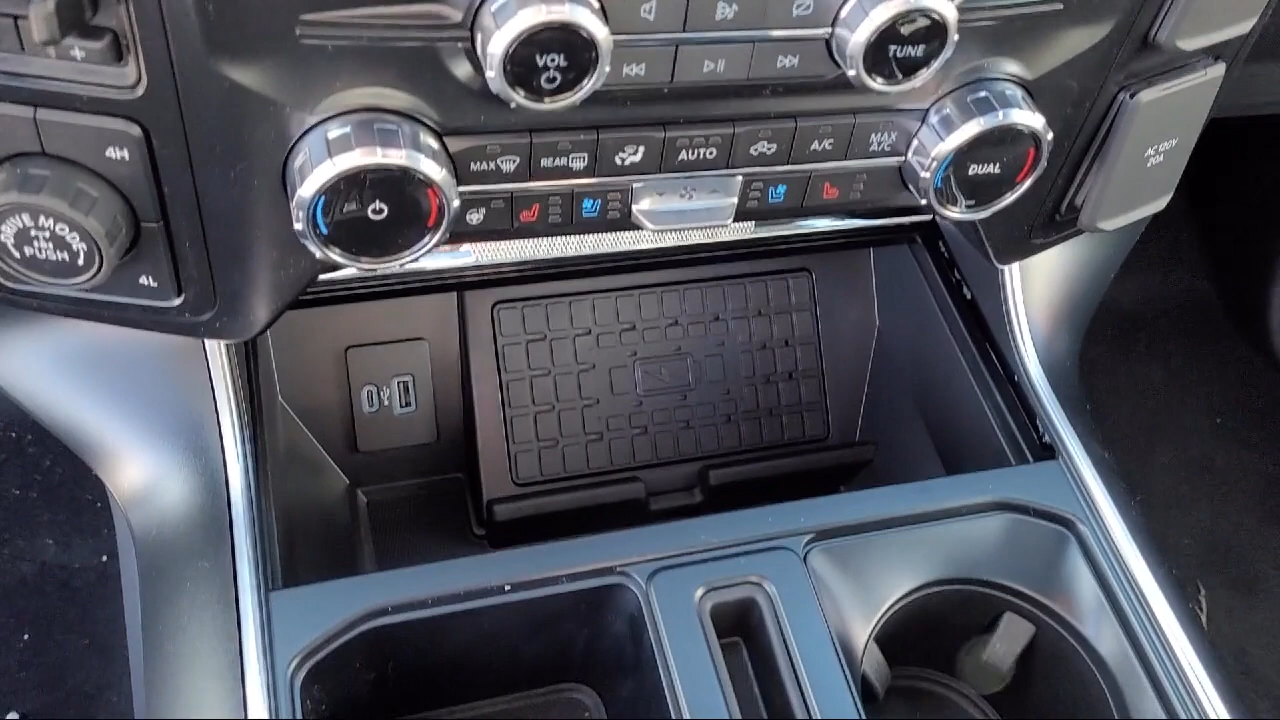 VOL
TUNE
4H
MAX
REAR
AUTO
A/C
MAX
A/C
DUAL
AC 120V
20A
DRIVE MODE
PUSH
4L